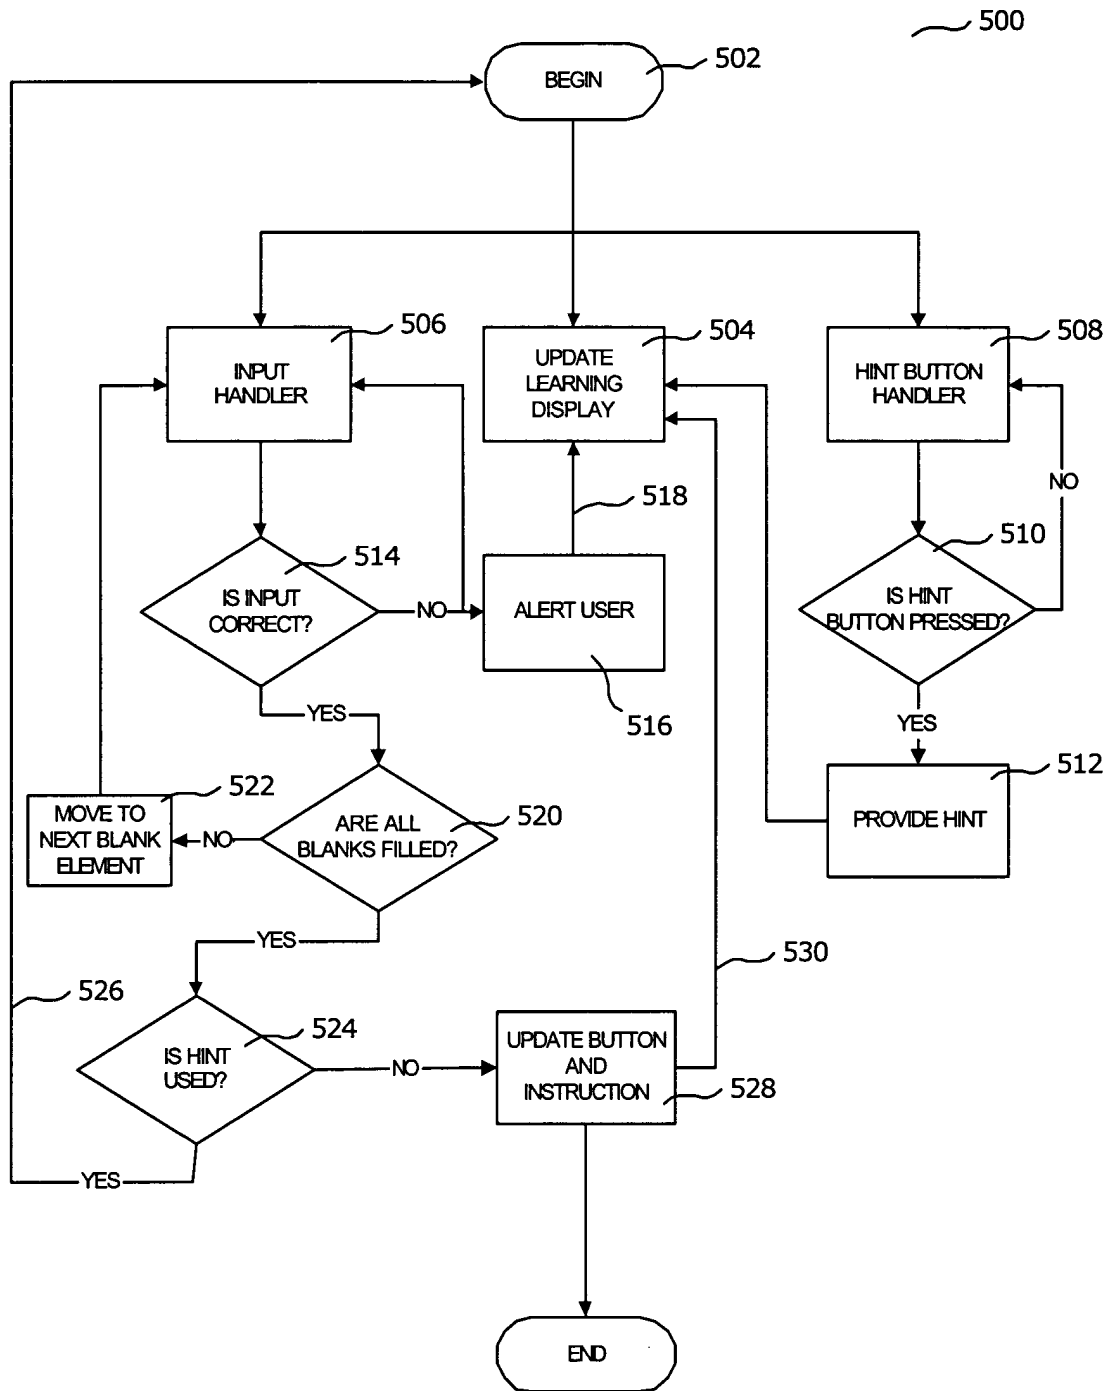 500
502
BEGIN
506
504
508
INPUT
HANDLER
UPDATE
LEARNING
DISPLAY
HINT BUTTON
HANDLER
NO
518
514
510
IS INPUT
CORRECT?
NO
ALERT USER
IS HINT
BUTTON PRESSED?
516
YES
YES
522
520
512
MOVE TO
NEXT BLANK
ELEMENT
NO
ARE ALL
BLANKS FILLED?
PROVIDE HINT
YES
530
526
524
IS HINT
USED?
NO
UPDATE BUTTON
AND
INSTRUCTION
528
YES
END